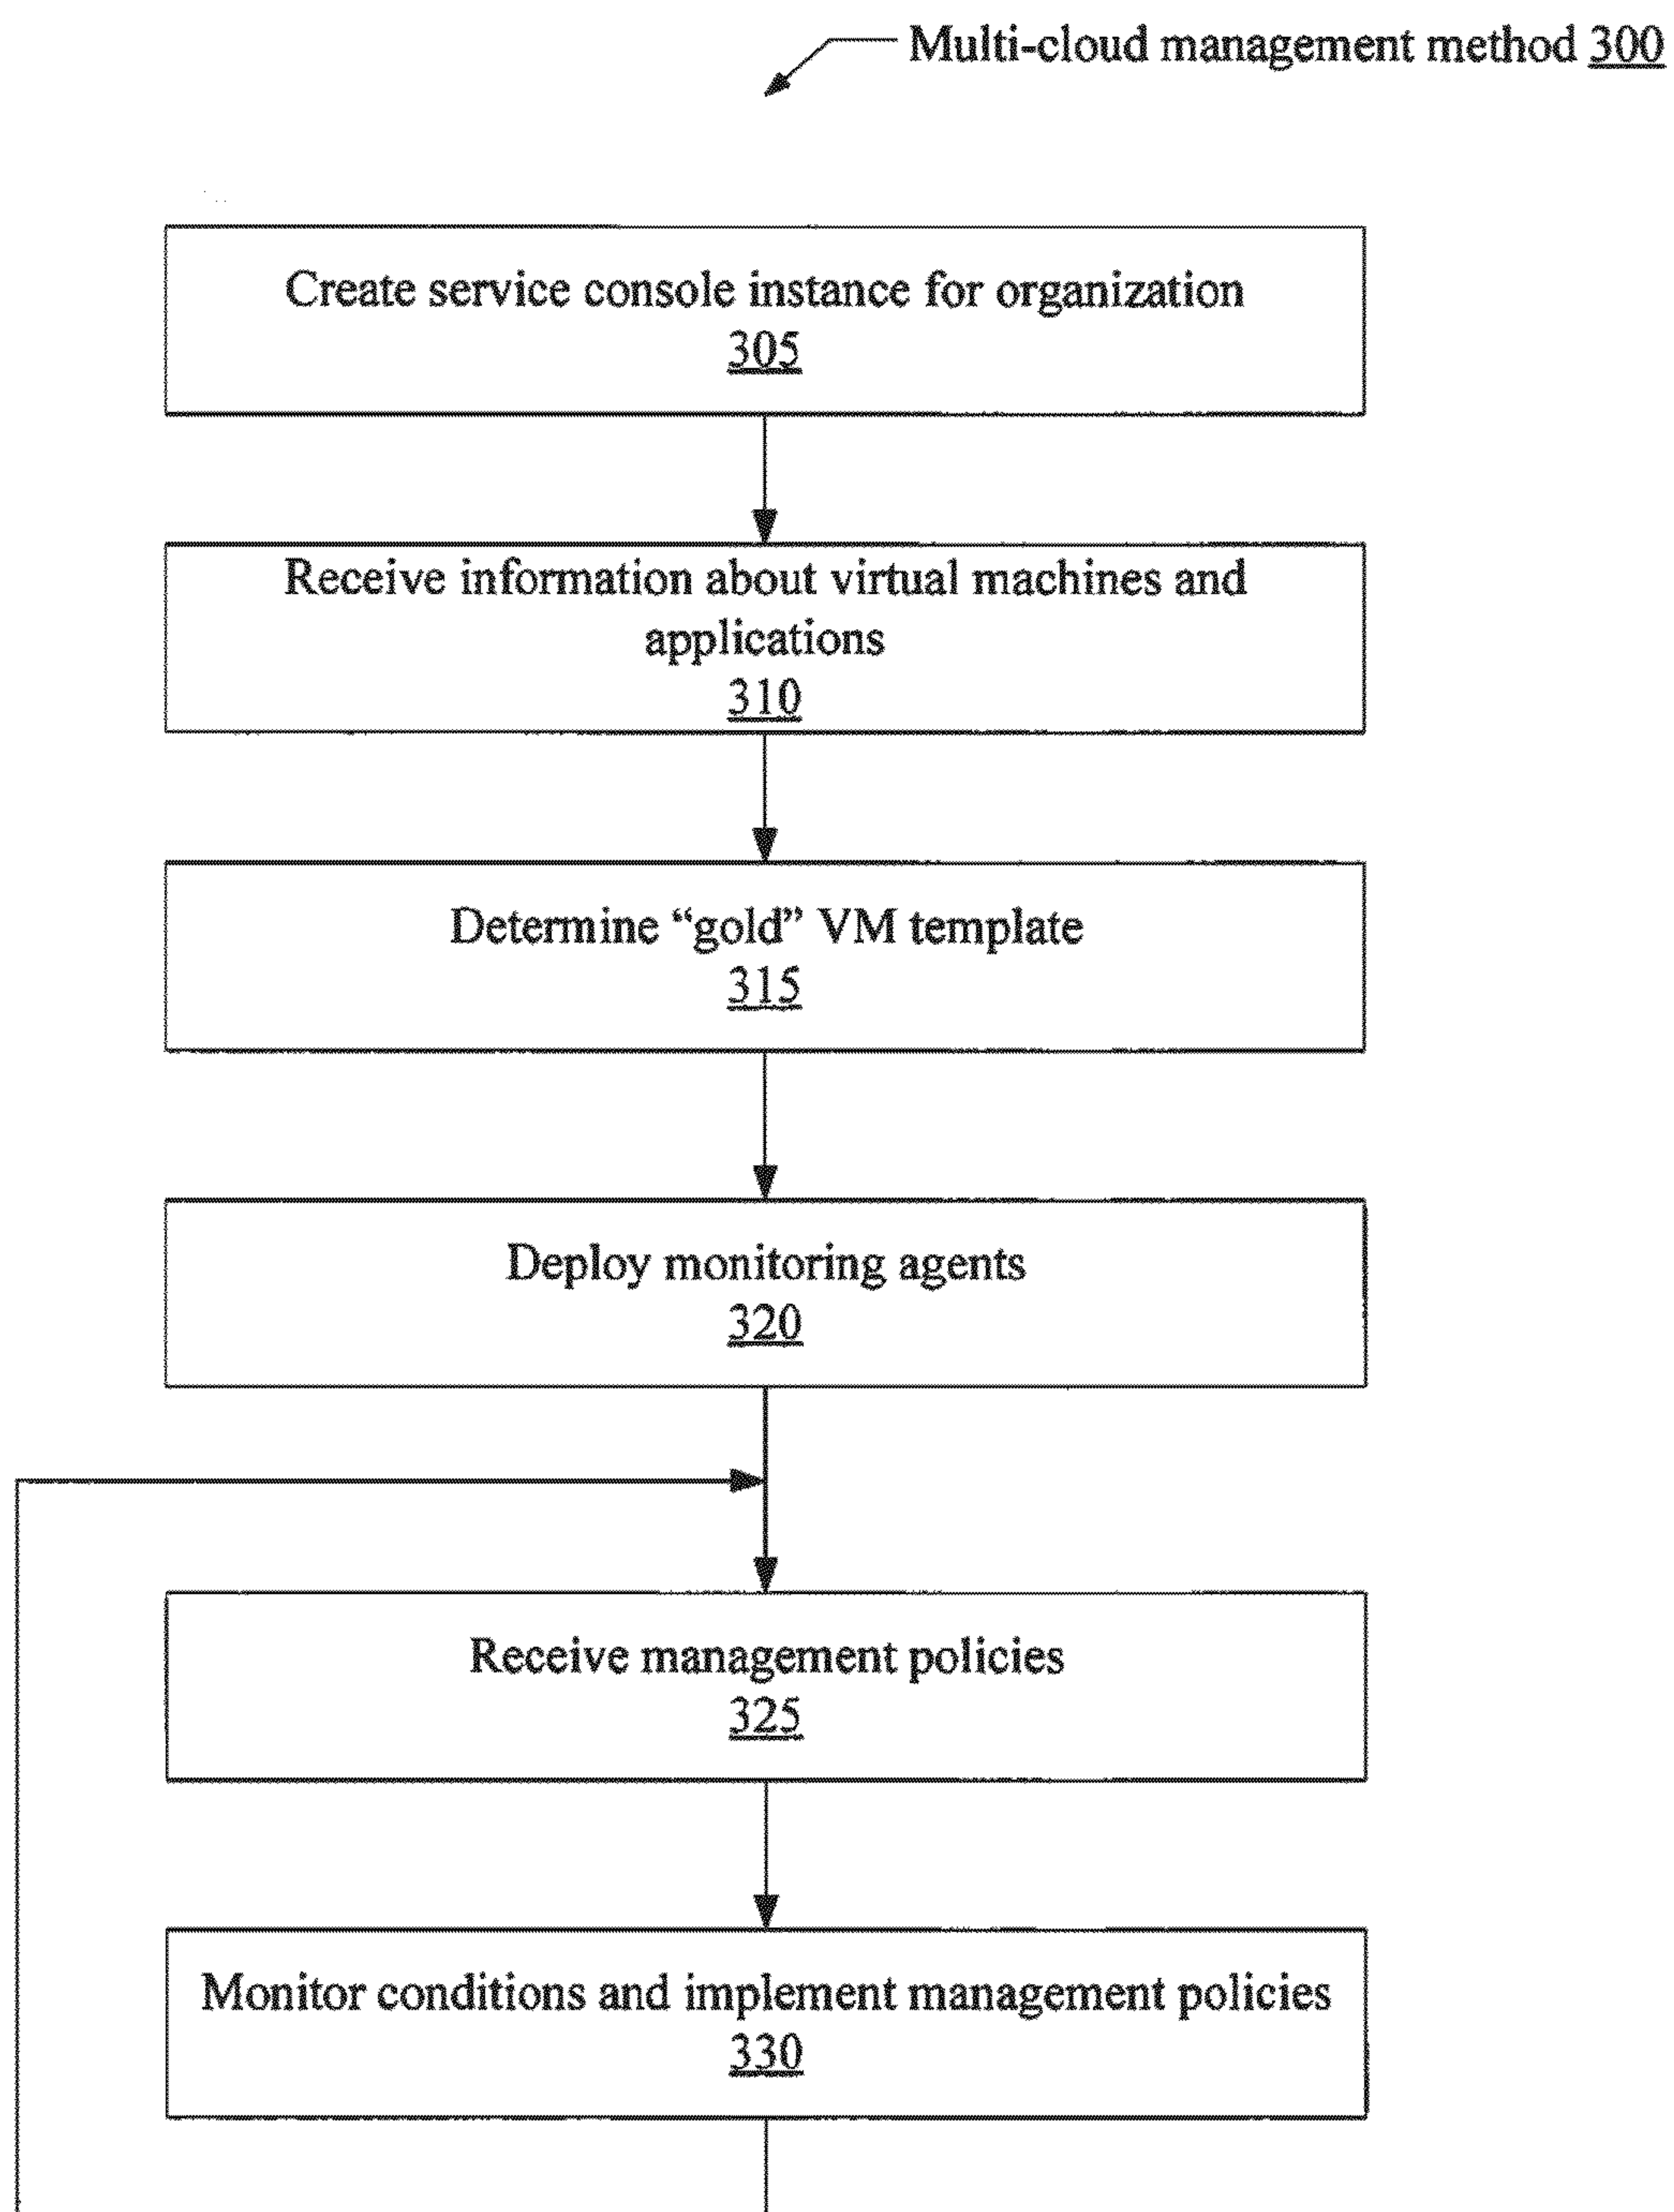 Multi-cloud management method 300
Create service console instance for organization
305
Receive information about virtual machines and
applications
310
Determine “gold” VM template
315
Deploy monitoring agents
320
Receive management policies
325
Monitor conditions and implement management policies
330